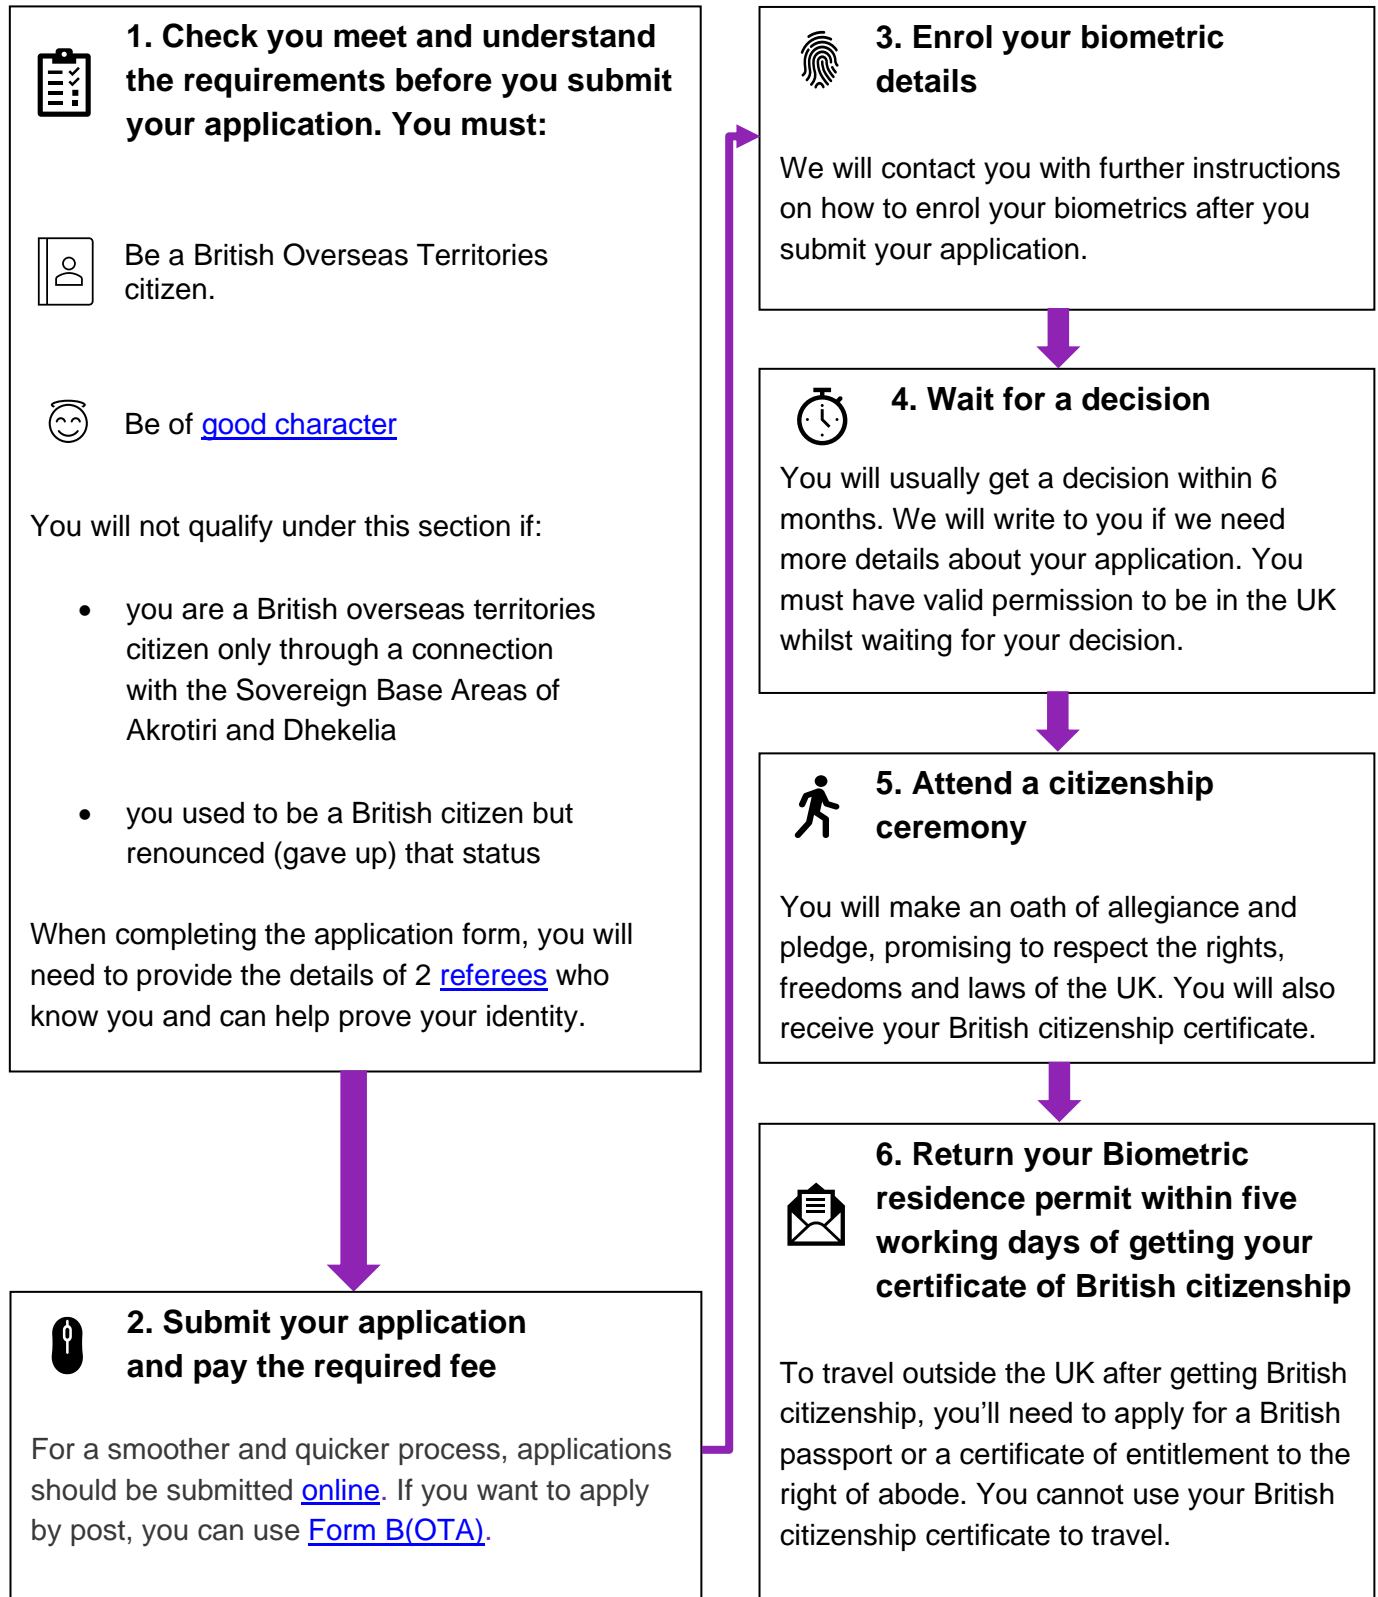 1. Check you meet and understand
the requirements before you submit
your application. You must:
Be a British Overseas Territories
citizen.
Be of good character
You will not qualify under this section if:
• you are a British overseas territories
citizen only through a connection
with the Sovereign Base Areas of
Akrotiri and Dhekelia
• you used to be a British citizen but
renounced (gave up) that status
When completing the application form, you will
need to provide the details of 2 referees who
know you and can help prove your identity.
2. Submit your application
and pay the required fee
For a smoother and quicker process, applications
should be submitted online. If you want to apply
by post, you can use Form B(OTA).
3. Enrol your biometric
details
We will contact you with further instructions
on how to enrol your biometrics after you
submit your application.
4. Wait for a decision
You will usually get a decision within 6
months. We will write to you if we need
more details about your application. You
must have valid permission to be in the UK
whilst waiting for your decision.
5. Attend a citizenship
ceremony
You will make an oath of allegiance and
pledge, promising to respect the rights,
freedoms and laws of the UK. You will also
receive your British citizenship certificate.
6. Return your Biometric
residence permit within five
working days of getting your
certificate of British citizenship
To travel outside the UK after getting British
citizenship, you’ll need to apply for a British
passport or a certificate of entitlement to the
right of abode. You cannot use your British
citizenship certificate to travel.